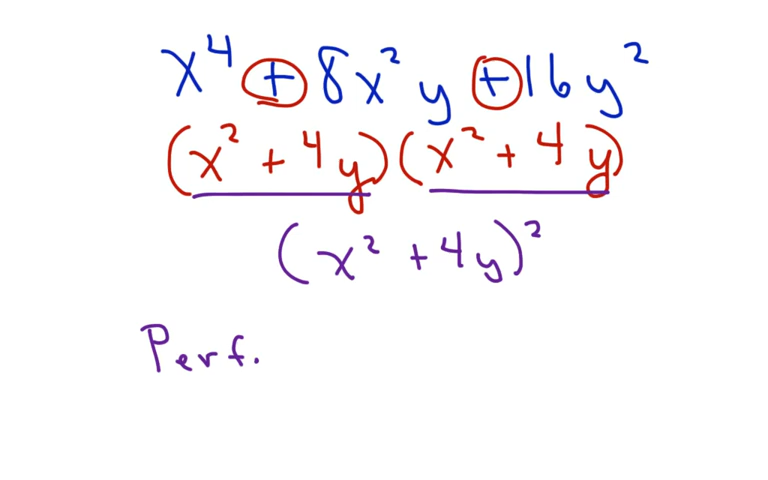 x⁴ + 8x²y + 16y²
(x² + 4y)(x² + 4y)
(x² + 4y)²
Perf.